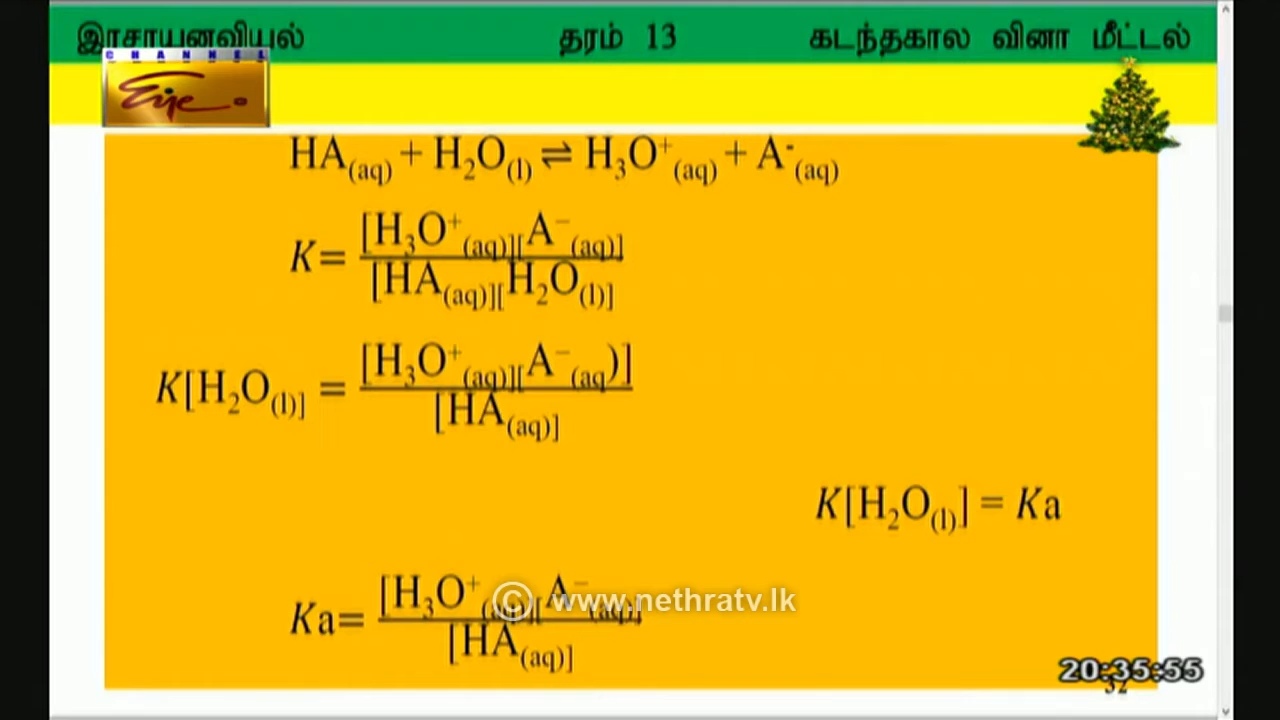 இரசாயனவியல் தரம் 13 கடந்தகால வினா மீட்டல்
CHANNEL
Eye
HA(aq) + H₂O(l) ⇌ H₃O⁺(aq) + A⁻(aq)
K = [H₃O⁺(aq)][A⁻(aq)] / [HA(aq)][H₂O(l)]
K[H₂O(l)] = [H₃O⁺(aq)][A⁻(aq)] / [HA(aq)]
K[H₂O(l)] = Ka
Ka = [H₃O⁺(aq)][A⁻(aq)] / [HA(aq)]
© www.nethratv.lk
20:35:55